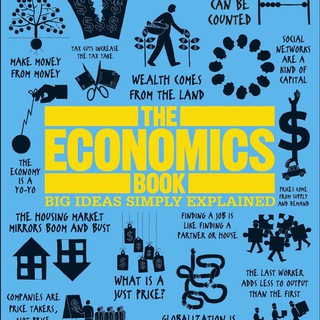 CAN BE
COUNTED
MAKE MONEY
FROM MONEY
TAX CUTS INCREASE
THE TAX TAKE
WEALTH COMES
FROM THE LAND
SOCIAL
NETWORKS
ARE A
KIND OF
CAPITAL
THE
ECONOMICS
BOOK
BIG IDEAS SIMPLY EXPLAINED
THE
ECONOMY IS
A YO-YO
PRICES COME
FROM SUPPLY
AND DEMAND
THE HOUSING MARKET
MIRRORS BOOM AND BUST
FINDING A JOB IS
LIKE FINDING A
PARTNER OR HOUSE
WHAT IS
A JUST
PRICE?
THE LAST WORKER
ADDS LESS TO OUTPUT
THAN THE FIRST
COMPANIES ARE
PRICE TAKERS,
NOT PRICE
GLOBALIZATION IS